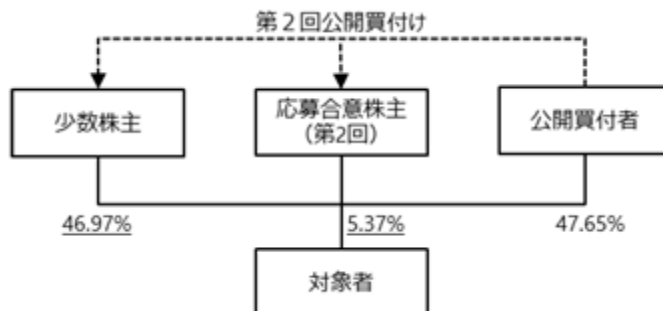 第２回公開買付け
少数株主
応募合意株主
(第2回)
公開買付者
46.97%
5.37%
47.65%
対象者